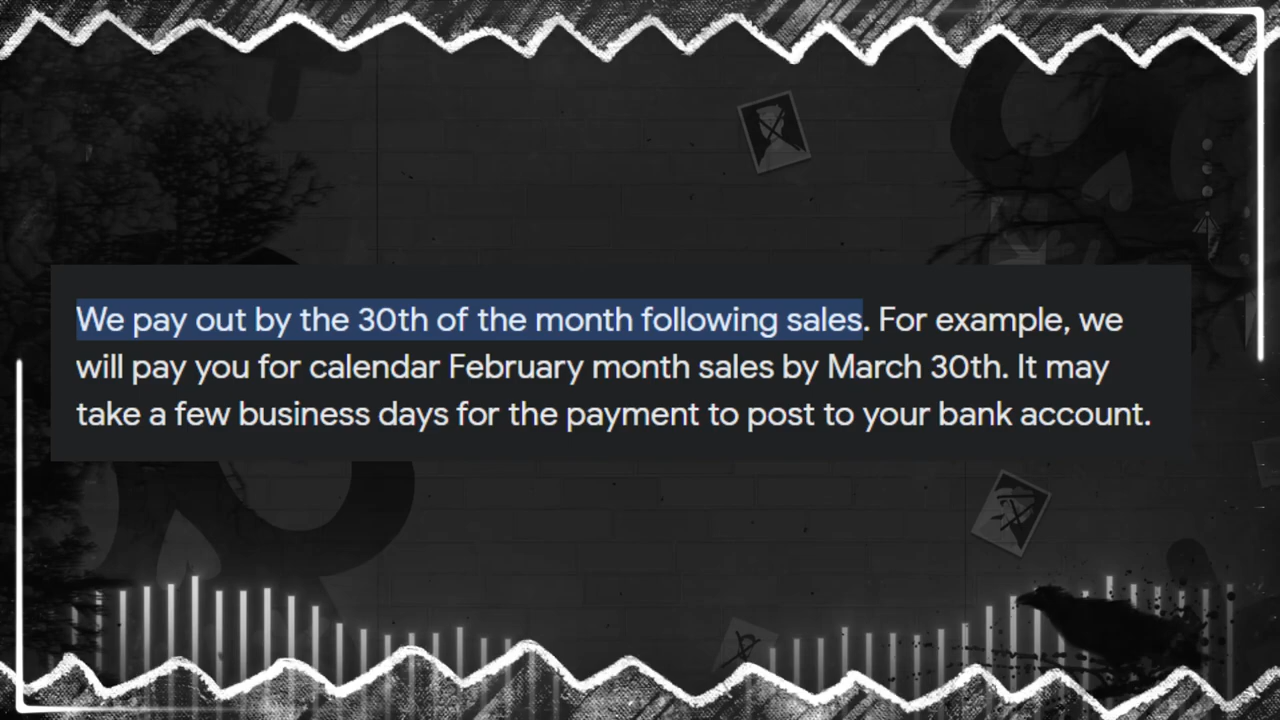 We pay out by the 30th of the month following sales. For example, we
will pay you for calendar February month sales by March 30th. It may
take a few business days for the payment to post to your bank account.